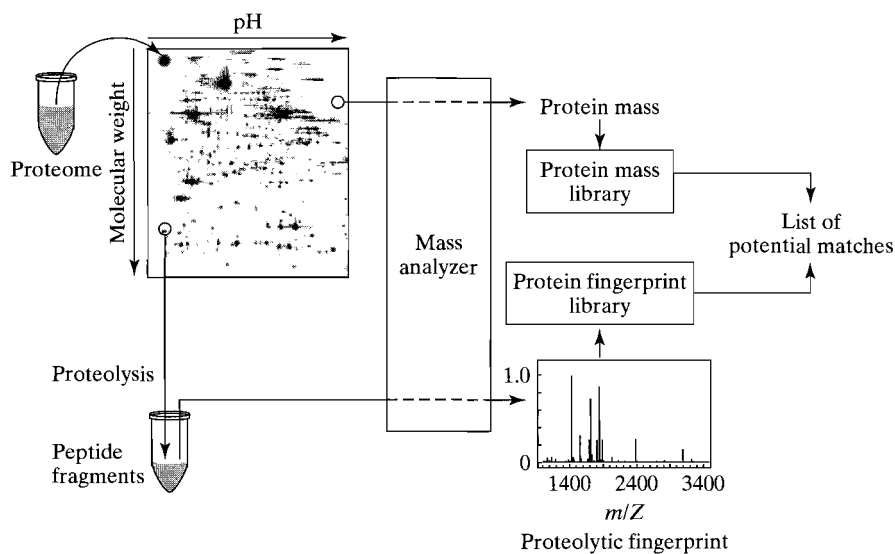 pH
Molecular weight
Proteome
Protein mass
Protein mass
library
List of
potential matches
Mass
analyzer
Protein fingerprint
library
Proteolysis
Peptide
fragments
1.0
0
1400 2400 3400
m/Z
Proteolytic fingerprint